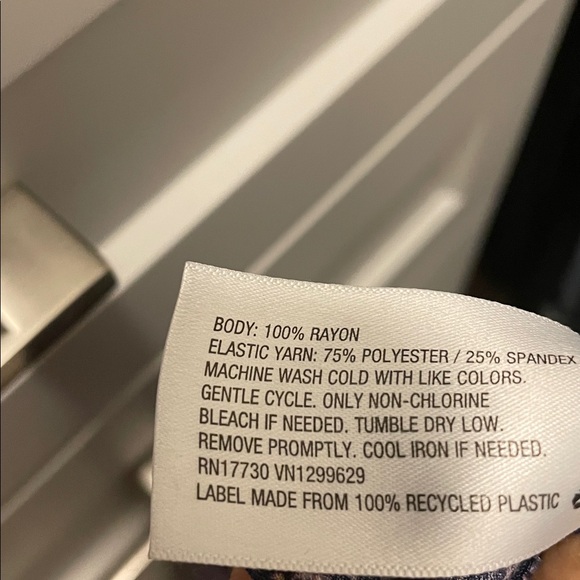 BODY: 100% RAYON
ELASTIC YARN: 75% POLYESTER / 25% SPANDEX
MACHINE WASH COLD WITH LIKE COLORS.
GENTLE CYCLE. ONLY NON-CHLORINE
BLEACH IF NEEDED. TUMBLE DRY LOW.
REMOVE PROMPTLY. COOL IRON IF NEEDED.
RN17730 VN1299629
LABEL MADE FROM 100% RECYCLED PLASTIC